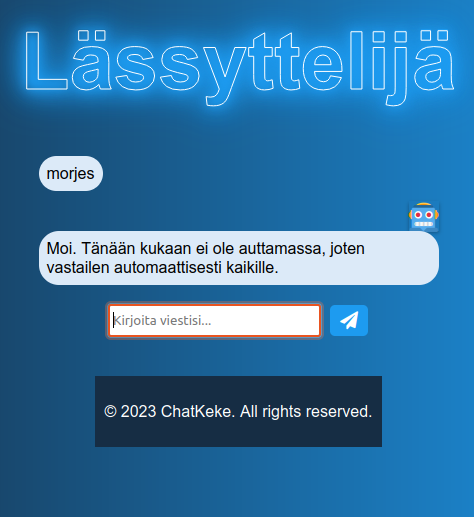 Lässyttelijä
morjes
Moi. Tänään kukaan ei ole auttamassa, joten
vastailen automaattisesti kaikille.
Kirjoita viestisi...
© 2023 ChatKeke. All rights reserved.